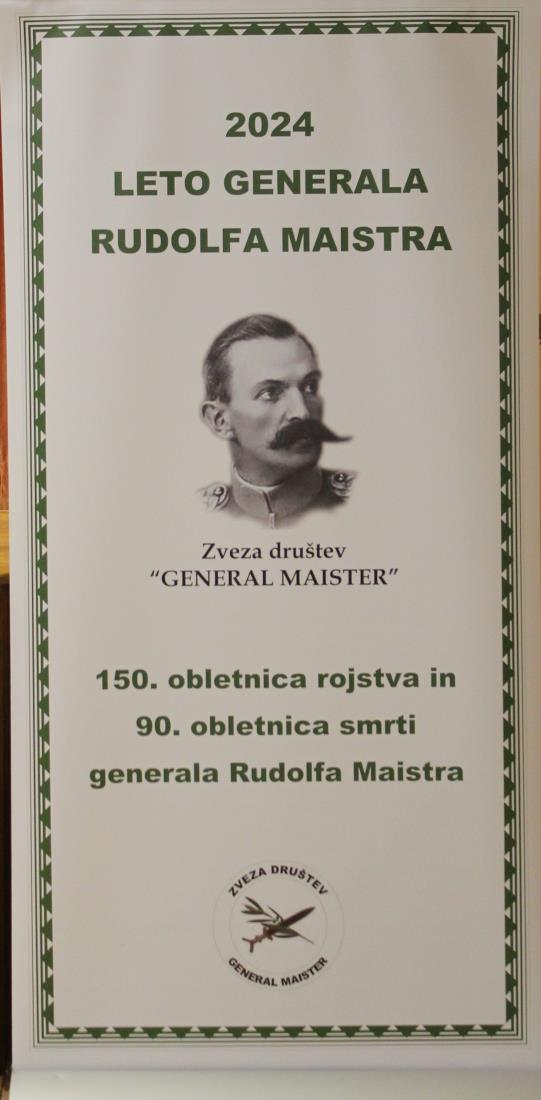 2024
LETO GENERALA
RUDOLFA MAISTRA
Zveza društev
“GENERAL MAISTER”
150. obletnica rojstva in
90. obletnica smrti
generala Rudolfa Maistra
ZVEZA DRUŠTEV
GENERAL MAISTER